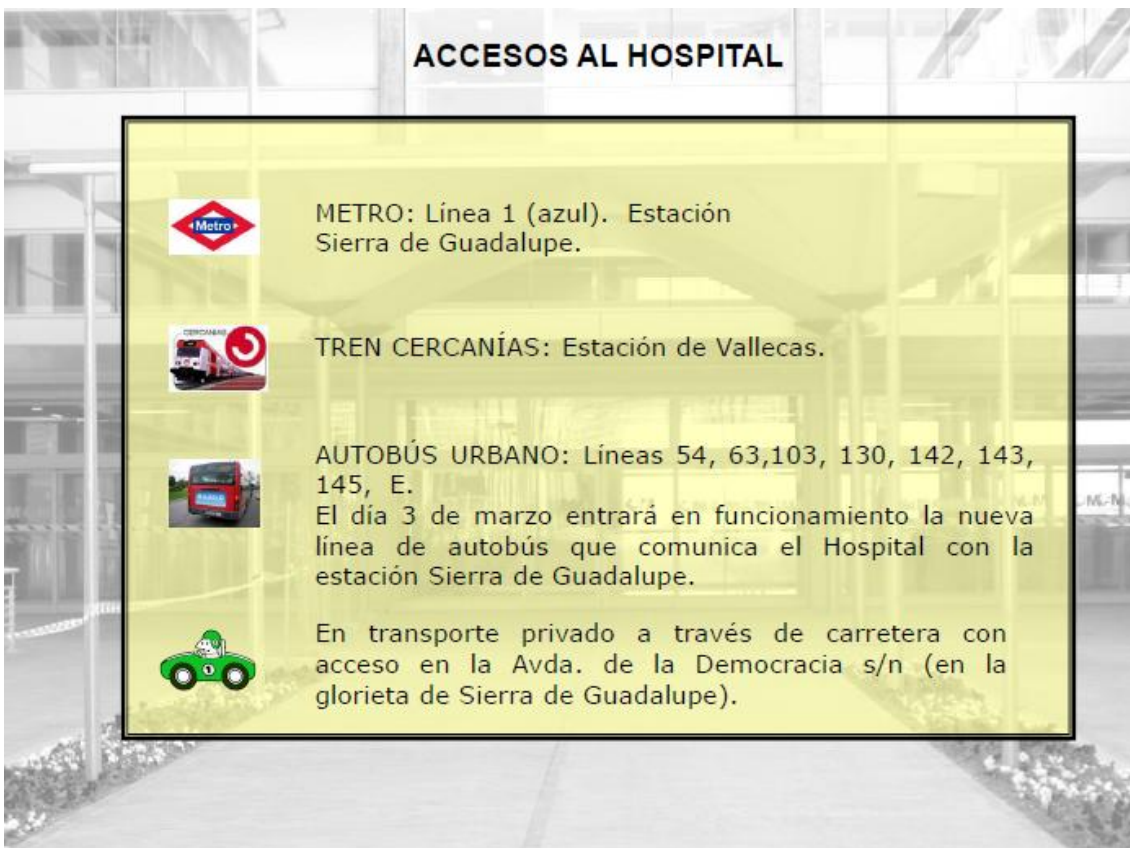 ACCESOS AL HOSPITAL
Metro
METRO: Línea 1 (azul). Estación
Sierra de Guadalupe.
CERCANIAS
TREN CERCANÍAS: Estación de Vallecas.
AUTOBÚS URBANO: Líneas 54, 63,103, 130, 142, 143,
145, E.
El día 3 de marzo entrará en funcionamiento la nueva
línea de autobús que comunica el Hospital con la
estación Sierra de Guadalupe.
1
En transporte privado a través de carretera con
acceso en la Avda. de la Democracia s/n (en la
glorieta de Sierra de Guadalupe).